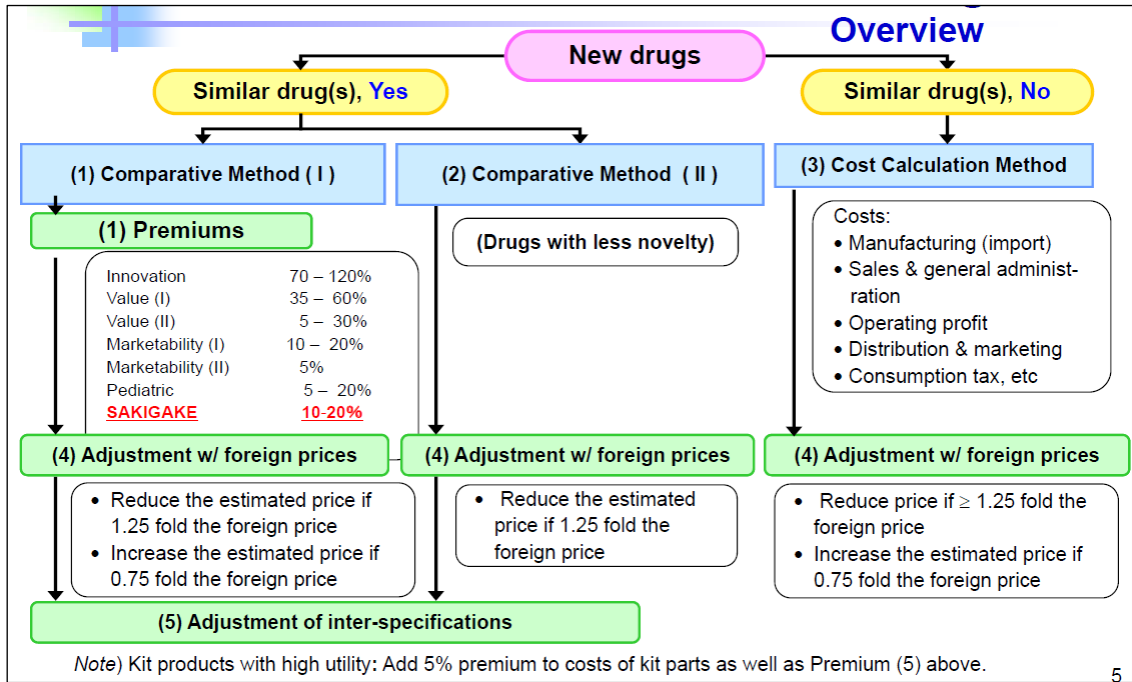 Overview
New drugs
Similar drug(s), Yes
Similar drug(s), No
(1) Comparative Method ( I )
(2) Comparative Method ( II )
(3) Cost Calculation Method
(1) Premiums
Innovation 70 – 120%
Value (I) 35 – 60%
Value (II) 5 – 30%
Marketability (I) 10 – 20%
Marketability (II) 5%
Pediatric 5 – 20%
SAKIGAKE 10-20%
(Drugs with less novelty)
Costs:
• Manufacturing (import)
• Sales & general administ-
ration
• Operating profit
• Distribution & marketing
• Consumption tax, etc
(4) Adjustment w/ foreign prices
(4) Adjustment w/ foreign prices
(4) Adjustment w/ foreign prices
• Reduce the estimated price if
1.25 fold the foreign price
• Increase the estimated price if
0.75 fold the foreign price
• Reduce the estimated
price if 1.25 fold the
foreign price
• Reduce price if ≥ 1.25 fold the
foreign price
• Increase the estimated price if
0.75 fold the foreign price
(5) Adjustment of inter-specifications
Note) Kit products with high utility: Add 5% premium to costs of kit parts as well as Premium (5) above.
5